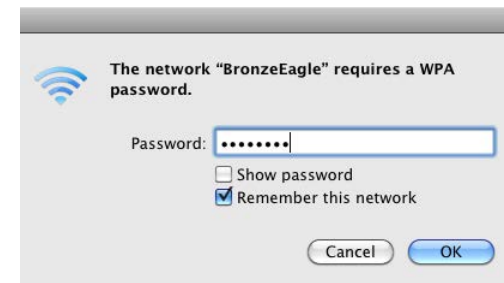 The network “BronzeEagle” requires a WPA
password.
Password: ••••••••
Show password
Remember this network
Cancel OK